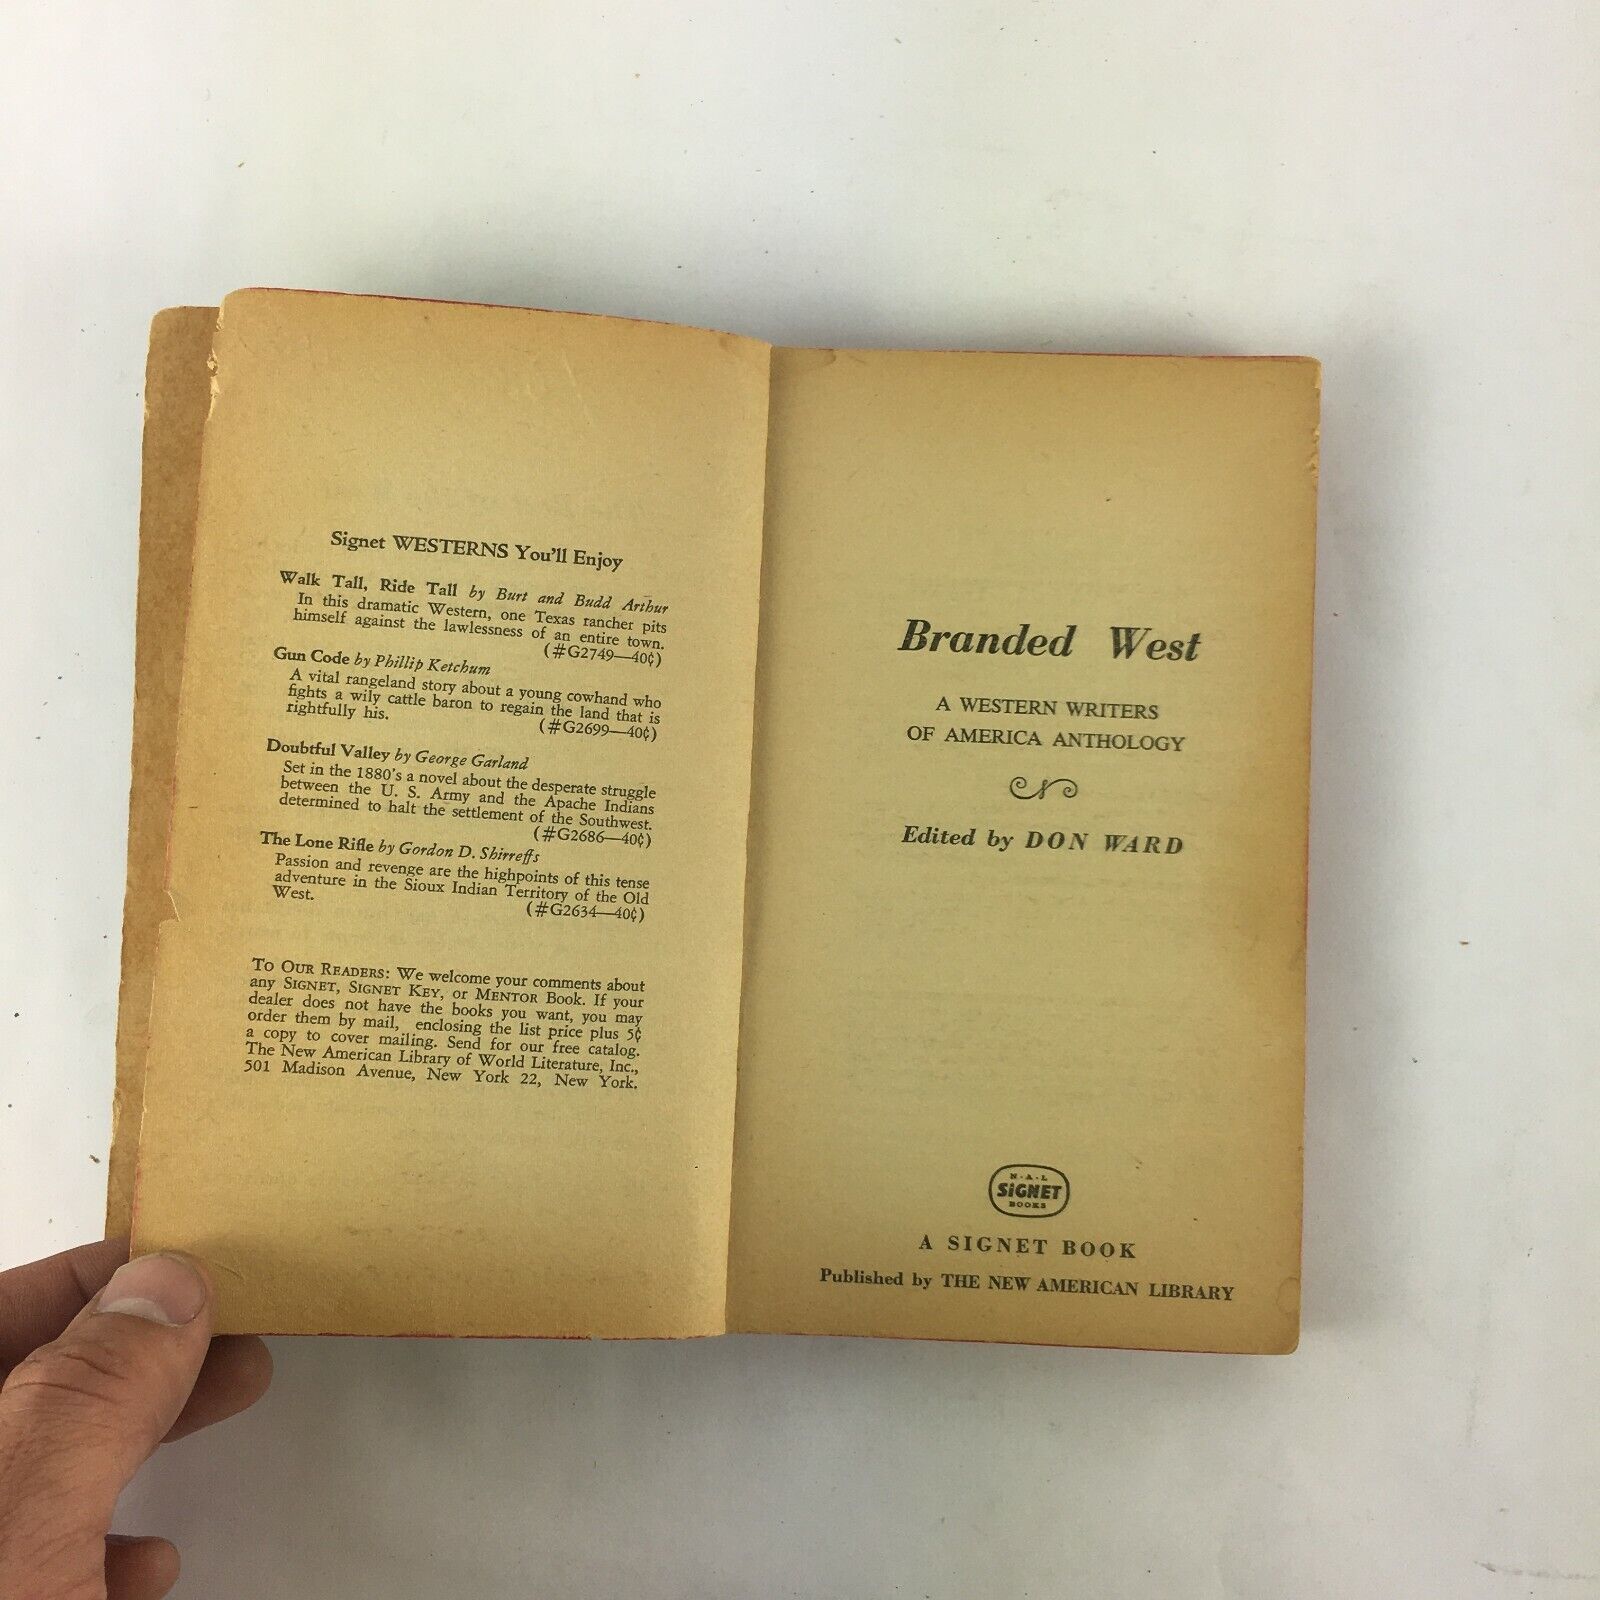 Signet WESTERNS You'll Enjoy
Walk Tall, Ride Tall by Burt and Budd Arthur
In this dramatic Western, one Texas rancher pits
himself against the lawlessness of an entire town.
(#G2749—40¢)
Gun Code by Phillip Ketchum
A vital rangeland story about a young cowhand who
fights a wily cattle baron to regain the land that is
rightfully his.
(#G2699—40¢)
Doubtful Valley by George Garland
Set in the 1880's a novel about the desperate struggle
between the U. S. Army and the Apache Indians
determined to halt the settlement of the Southwest.
(#G2686—40¢)
The Lone Rifle by Gordon D. Shirreffs
Passion and revenge are the highpoints of this tense
adventure in the Sioux Indian Territory of the Old
West.
(#G2634—40¢)
TO OUR READERS: We welcome your comments about
any SIGNET, SIGNET KEY, or MENTOR Book. If your
dealer does not have the books you want, you may
order them by mail, enclosing the list price plus 5¢
a copy to cover mailing. Send for our free catalog.
The New American Library of World Literature, Inc.,
501 Madison Avenue, New York 22, New York.
Branded West
A WESTERN WRITERS
OF AMERICA ANTHOLOGY
Edited by DON WARD
N·A·L
SIGNET
BOOKS
A SIGNET BOOK
Published by THE NEW AMERICAN LIBRARY